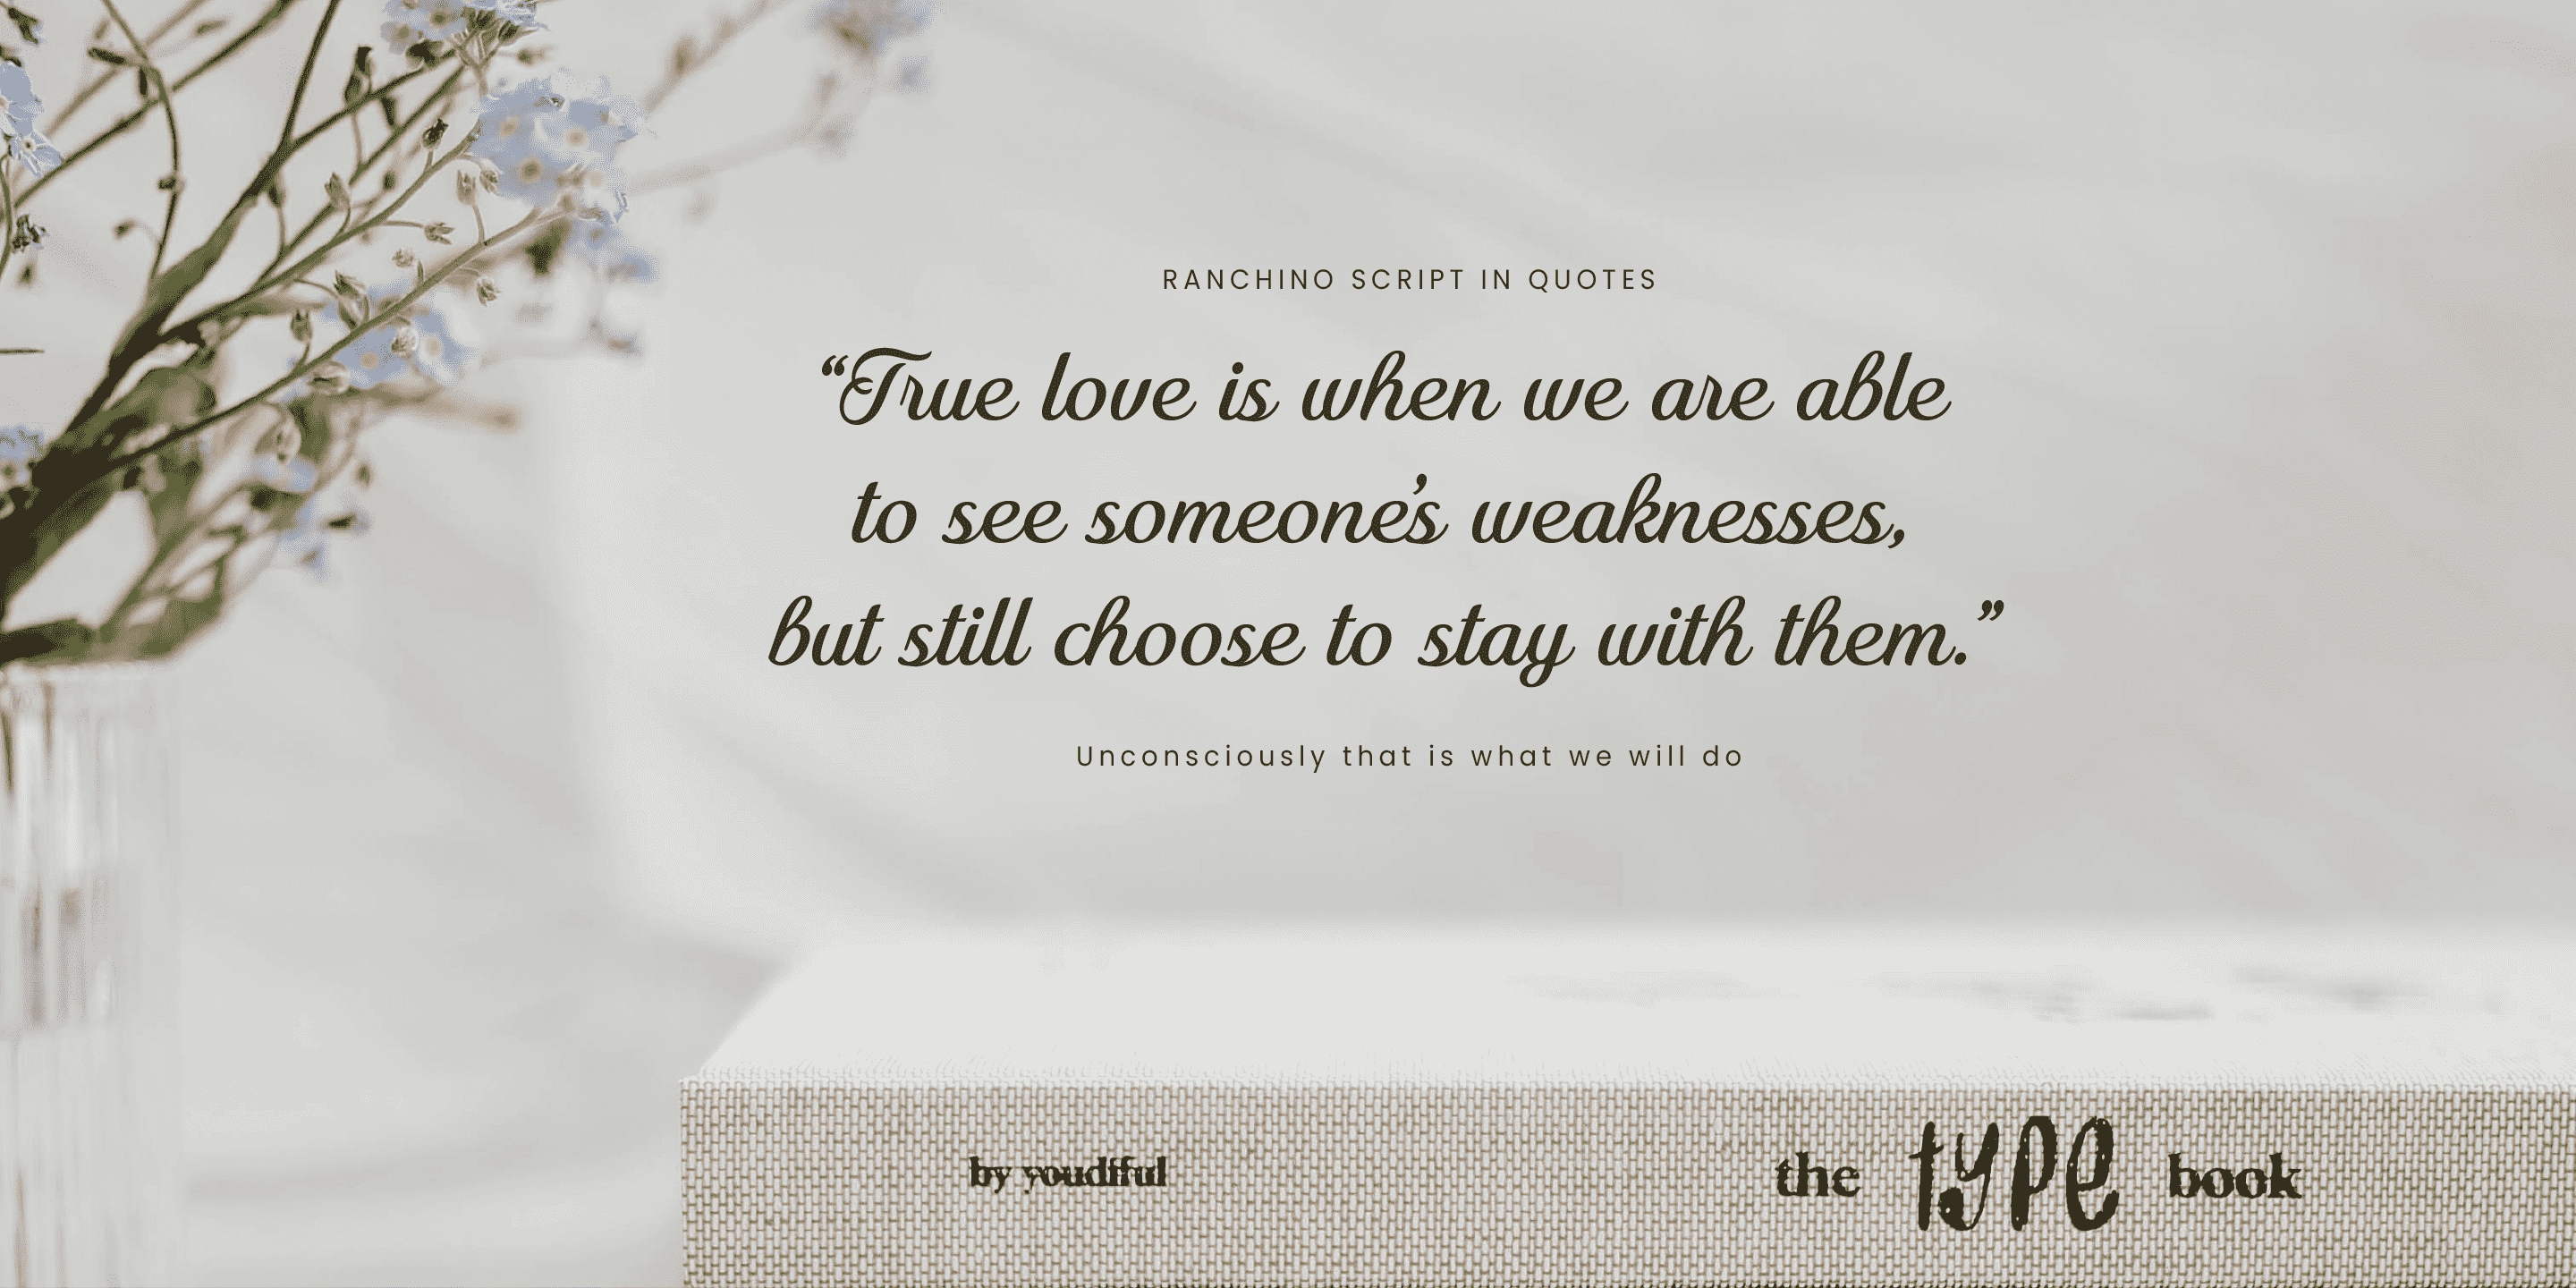 RANCHINO SCRIPT IN QUOTES
“True love is when we are able
to see someone’s weaknesses,
but still choose to stay with them.”
Unconsciously that is what we will do
by youdiful
the type book